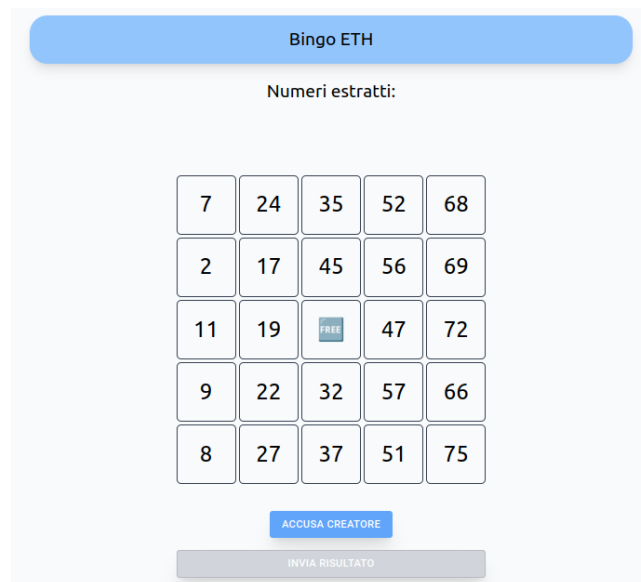 Bingo ETH
Numeri estratti:
7 24 35 52 68
2 17 45 56 69
11 19 FREE 47 72
9 22 32 57 66
8 27 37 51 75
ACCUSA CREATORE
INVIA RISULTATO